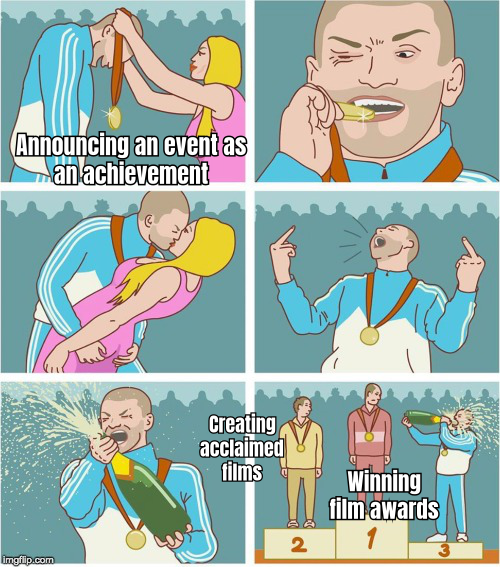 Announcing an event as
an achievement
Creating
acclaimed
films
Winning
film awards
2
1
3
imgflip.com